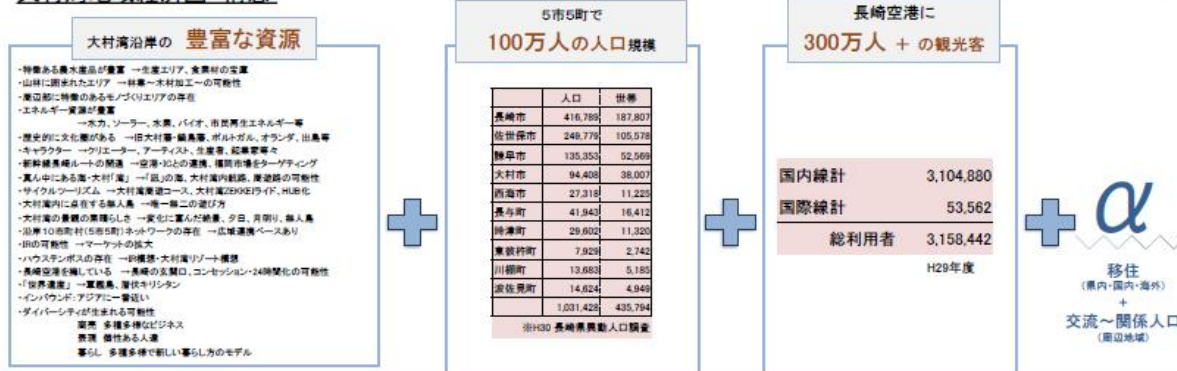 大村湾沿岸の 豊富な資源
・特徴ある農水産品が豊富 →生産エリア、食素材の宝庫
・山林に囲まれたエリア →林業～木材加工～の可能性
・周辺部に特徴のあるモノづくりエリアの存在
・エネルギー資源が豊富
→水力、ソーラー、水素、バイオ、市民再生エネルギー等
・歴史的に文化圏がある →旧大村藩・鍋島藩、ポルトガル、オランダ、出島等
・キャラクター →クリエーター、アーティスト、生産者、起業家等々
・新幹線長崎ルートの開通 →空港・ICとの連携、福岡市場をターゲティング
・真ん中にある海・大村「湾」 →「凪」の海、大村湾内航路、周遊路の可能性
・サイクルツーリズム →大村湾周遊コース、大村湾ZEKKEIライド、HUB化
・大村湾内に点在する無人島 →唯一無二の遊び方
・大村湾の景観の素晴らしさ →変化に富んだ絶景、夕日、月明り、無人島
・沿岸10市町村(5市5町)ネットワークの存在 →広域連携ベースあり
・IRの可能性 →マーケットの拡大
・ハウステンボスの存在 →IR構想・大村湾リゾート構想
・長崎空港を擁している →長崎の玄関口、コンセッション・24時間化の可能性
・「世界遺産」 →軍艦島、潜伏キリシタン
・インバウンド:アジアに一番近い
・ダイバーシティが生まれる可能性
商売 多種多様なビジネス
表現 個性ある人達
暮らし 多種多様で新しい暮らし方のモデル
5市5町で
100万人の人口規模
人口 世帯
長崎市 416,789 187,807
佐世保市 249,779 105,578
諫早市 135,353 52,569
大村市 94,408 38,007
西海市 27,318 11,225
長与町 41,943 16,412
時津町 29,602 11,320
東彼杵町 7,929 2,742
川棚町 13,683 5,185
波佐見町 14,624 4,949
1,031,428 435,794
※H30 長崎県異動人口調査
長崎空港に
300万人 + の観光客
国内線計 3,104,880
国際線計 53,562
総利用者 3,158,442
H29年度
α
移住
(県内・国内・海外)
+
交流～関係人口
(周辺地域)